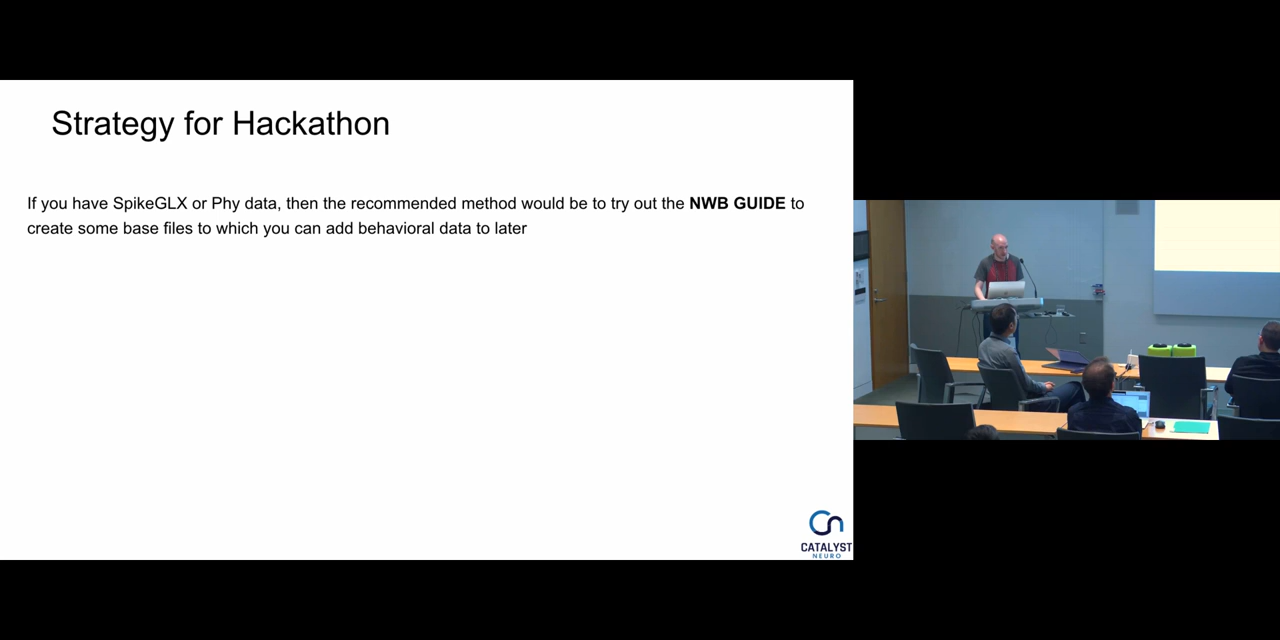 Strategy for Hackathon
If you have SpikeGLX or Phy data, then the recommended method would be to try out the NWB GUIDE to
create some base files to which you can add behavioral data to later
CATALYST
NEURO